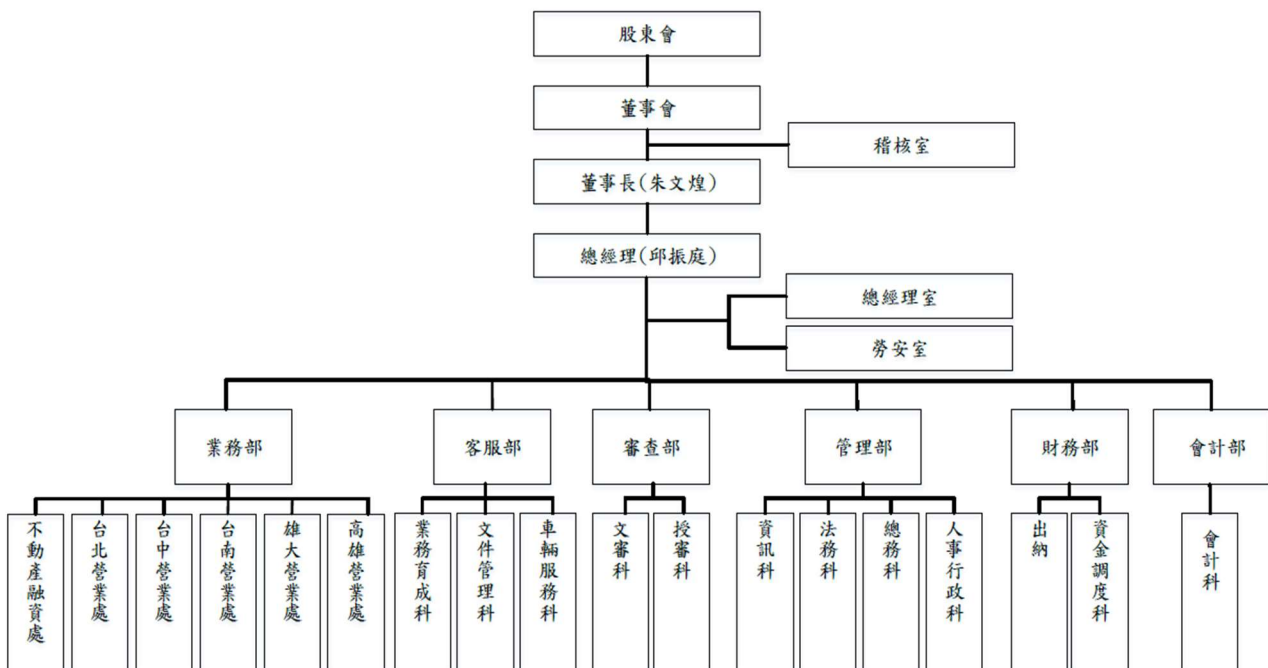 股東會
董事會
稽核室
董事長(朱文煌)
總經理(邱振庭)
總經理室
勞安室
業務部
客服部
審查部
管理部
財務部
會計部
不動產融資處
台北營業處
台中營業處
台南營業處
雄大營業處
高雄營業處
業務育成科
文件管理科
車輛服務科
文審科
授審科
資訊科
法務科
總務科
人事行政科
出納
資金調度科
會計科